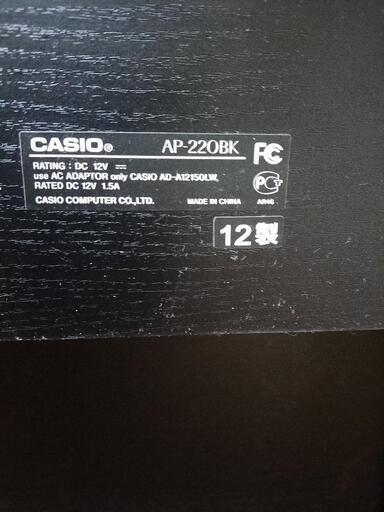 CASIO® AP-220BK FC
RATING : DC 12V ⎓
use AC ADAPTOR only CASIO AD-A12150LW,
RATED DC 12V 1.5A
CASIO COMPUTER CO.,LTD. MADE IN CHINA AR46
12製